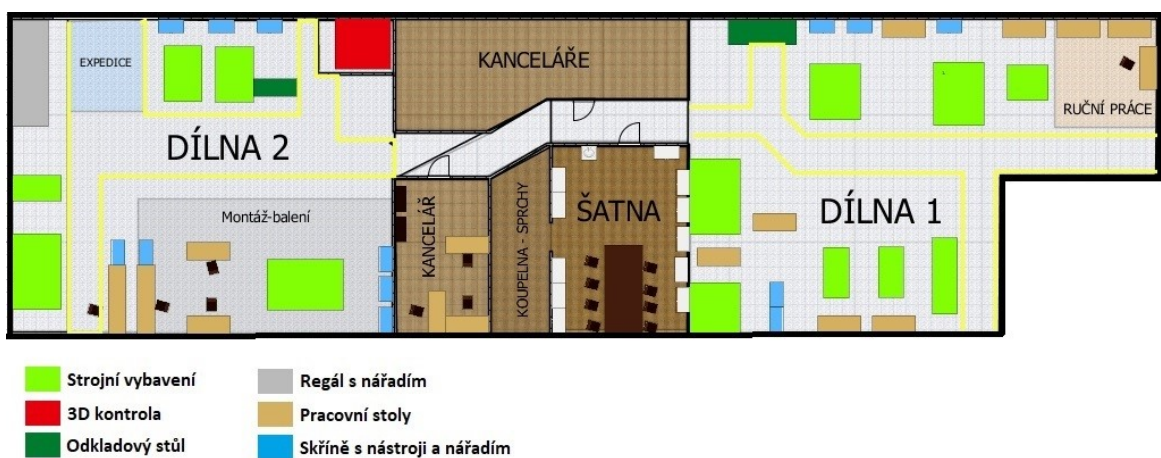 EXPEDICE
KANCELÁŘE
RUČNÍ PRÁCE
DÍLNA 2
Montáž-balení
KANCELÁŘ
KOUPELNA - SPRCHY
ŠATNA
DÍLNA 1
Strojní vybavení
3D kontrola
Odkladový stůl
Regál s nářadím
Pracovní stoly
Skříně s nástroji a nářadím